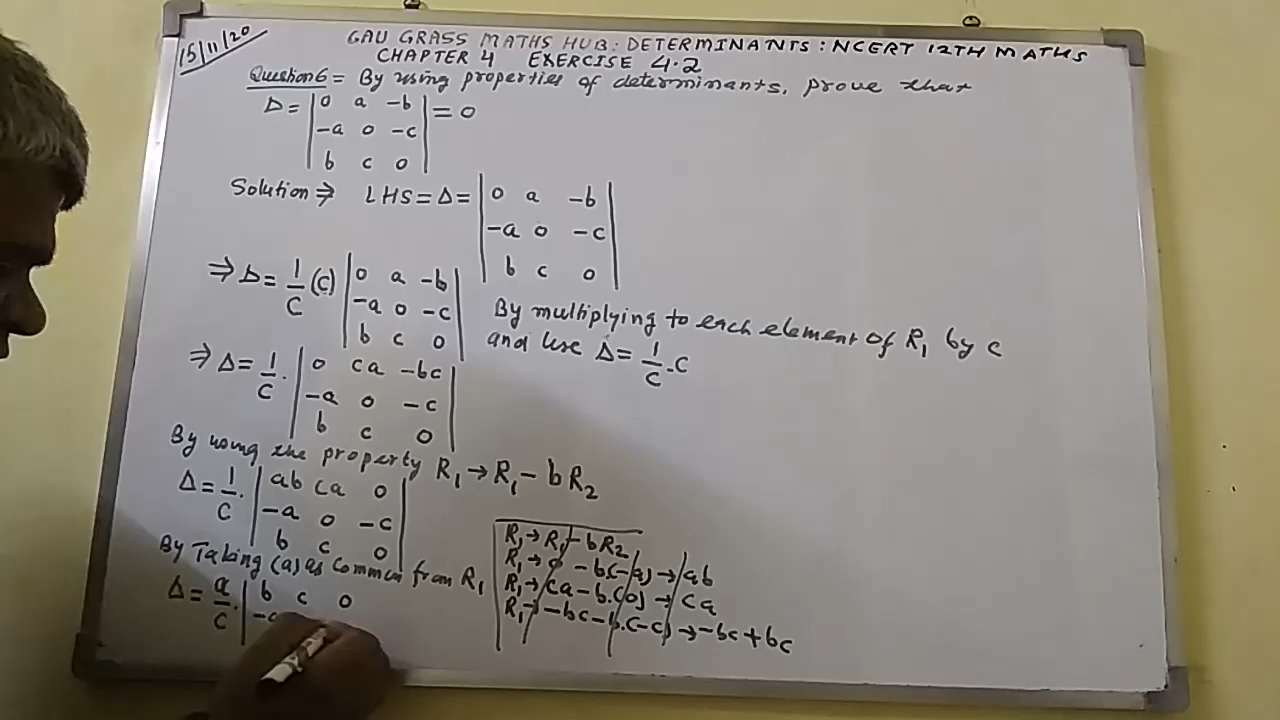 15/11/20
GAU GRASS MATHS HUB: DETERMINANTS: NCERT 12TH MATHS
CHAPTER 4 EXERCISE 4.2
Question 6 = By using properties of determinants, prove that
Δ = | 0 a -b | = 0
| -a 0 -c |
| b c 0 |
Solution ⇒ LHS = Δ = | 0 a -b |
| -a 0 -c |
| b c 0 |
⇒ Δ = 1/C (C) | 0 a -b |
| -a 0 -c |
| b c 0 |
By multiplying to each element of R₁ by c
and use Δ = 1/C . C
⇒ Δ = 1/C . | 0 ca -bc |
| -a 0 -c |
| b c 0 |
By using the property R₁ → R₁ - bR₂
Δ = 1/C . | ab ca 0 |
| -a 0 -c |
| b c 0 |
R₁ → R₁ - bR₂
R₁ → 0 - b(-a) → ab
R₁ → ca - b.(0) → ca
R₁ → -bc - b.(-c) → -bc + bc
By Taking (a) as common from R₁
Δ = a/C . | b c 0 |